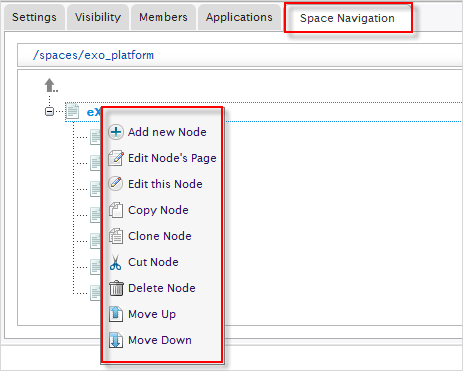 Settings Visibility Members Applications Space Navigation
/spaces/exo_platform
Add new Node
Edit Node's Page
Edit this Node
Copy Node
Clone Node
Cut Node
Delete Node
Move Up
Move Down